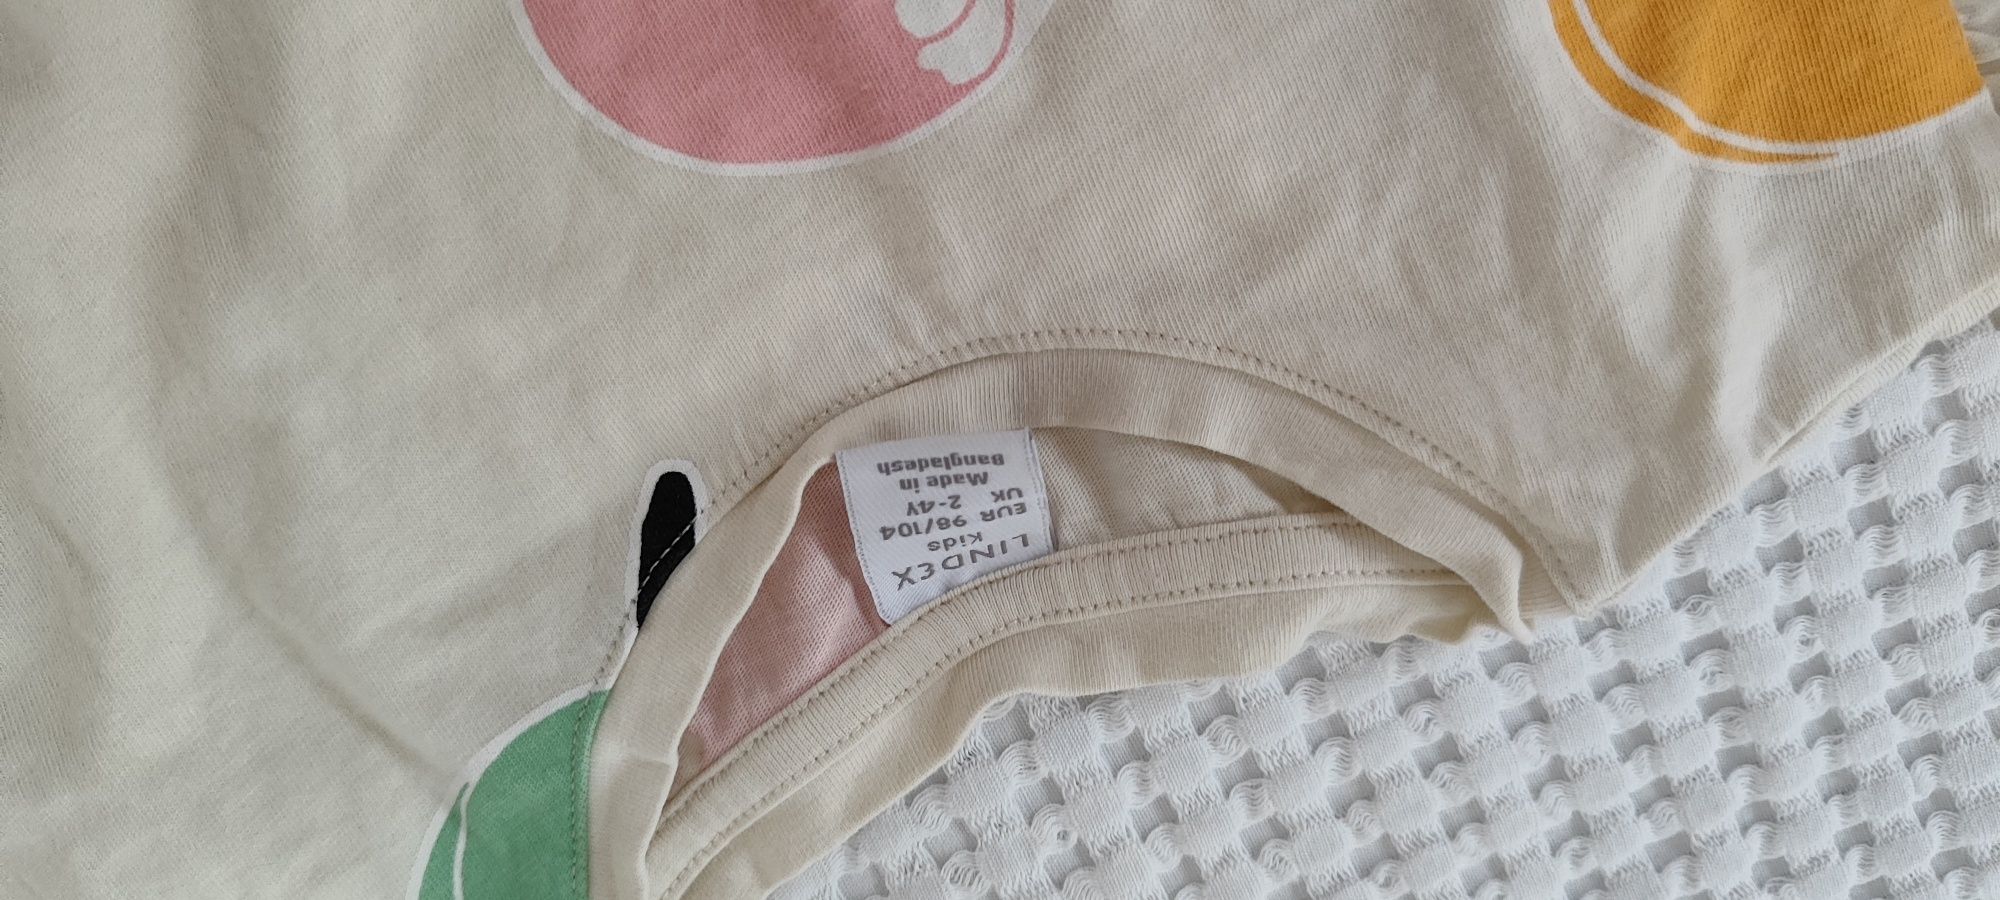 LINDEX
Kids
EUR 98/104
UK 2-4Y
Made in
Bangladesh